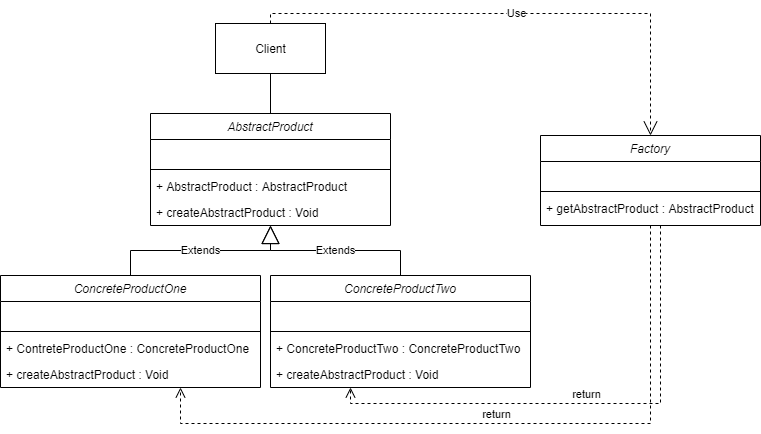 Use
Client
AbstractProduct
+ AbstractProduct : AbstractProduct
+ createAbstractProduct : Void
Factory
+ getAbstractProduct : AbstractProduct
Extends
Extends
ConcreteProductOne
+ ContreteProductOne : ConcreteProductOne
+ createAbstractProduct : Void
ConcreteProductTwo
+ ConcreteProductTwo : ConcreteProductTwo
+ createAbstractProduct : Void
return
return